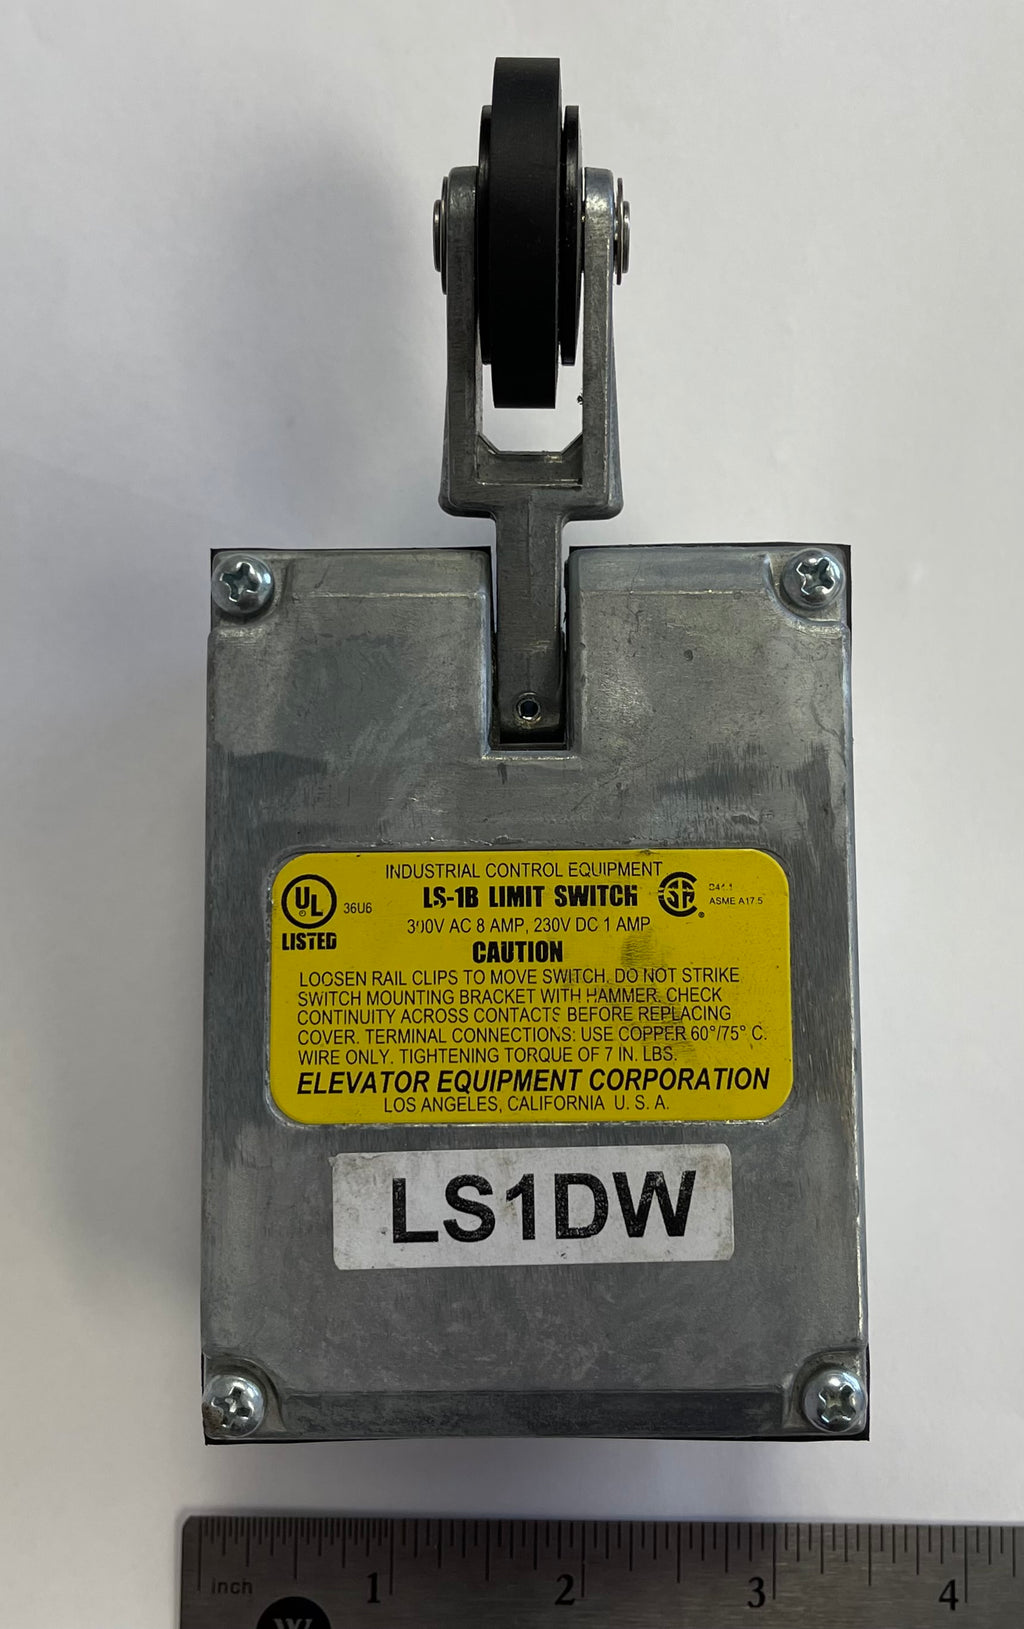 INDUSTRIAL CONTROL EQUIPMENT
UL
LISTED
36U6
LS-1B LIMIT SWITCH
300V AC 8 AMP, 230V DC 1 AMP
SA
®
B44.1
ASME A17.5
CAUTION
LOOSEN RAIL CLIPS TO MOVE SWITCH. DO NOT STRIKE
SWITCH MOUNTING BRACKET WITH HAMMER. CHECK
CONTINUITY ACROSS CONTACTS BEFORE REPLACING
COVER. TERMINAL CONNECTIONS: USE COPPER 60°/75° C.
WIRE ONLY. TIGHTENING TORQUE OF 7 IN. LBS.
ELEVATOR EQUIPMENT CORPORATION
LOS ANGELES, CALIFORNIA U. S. A.
LS1DW
inch 1 2 3 4